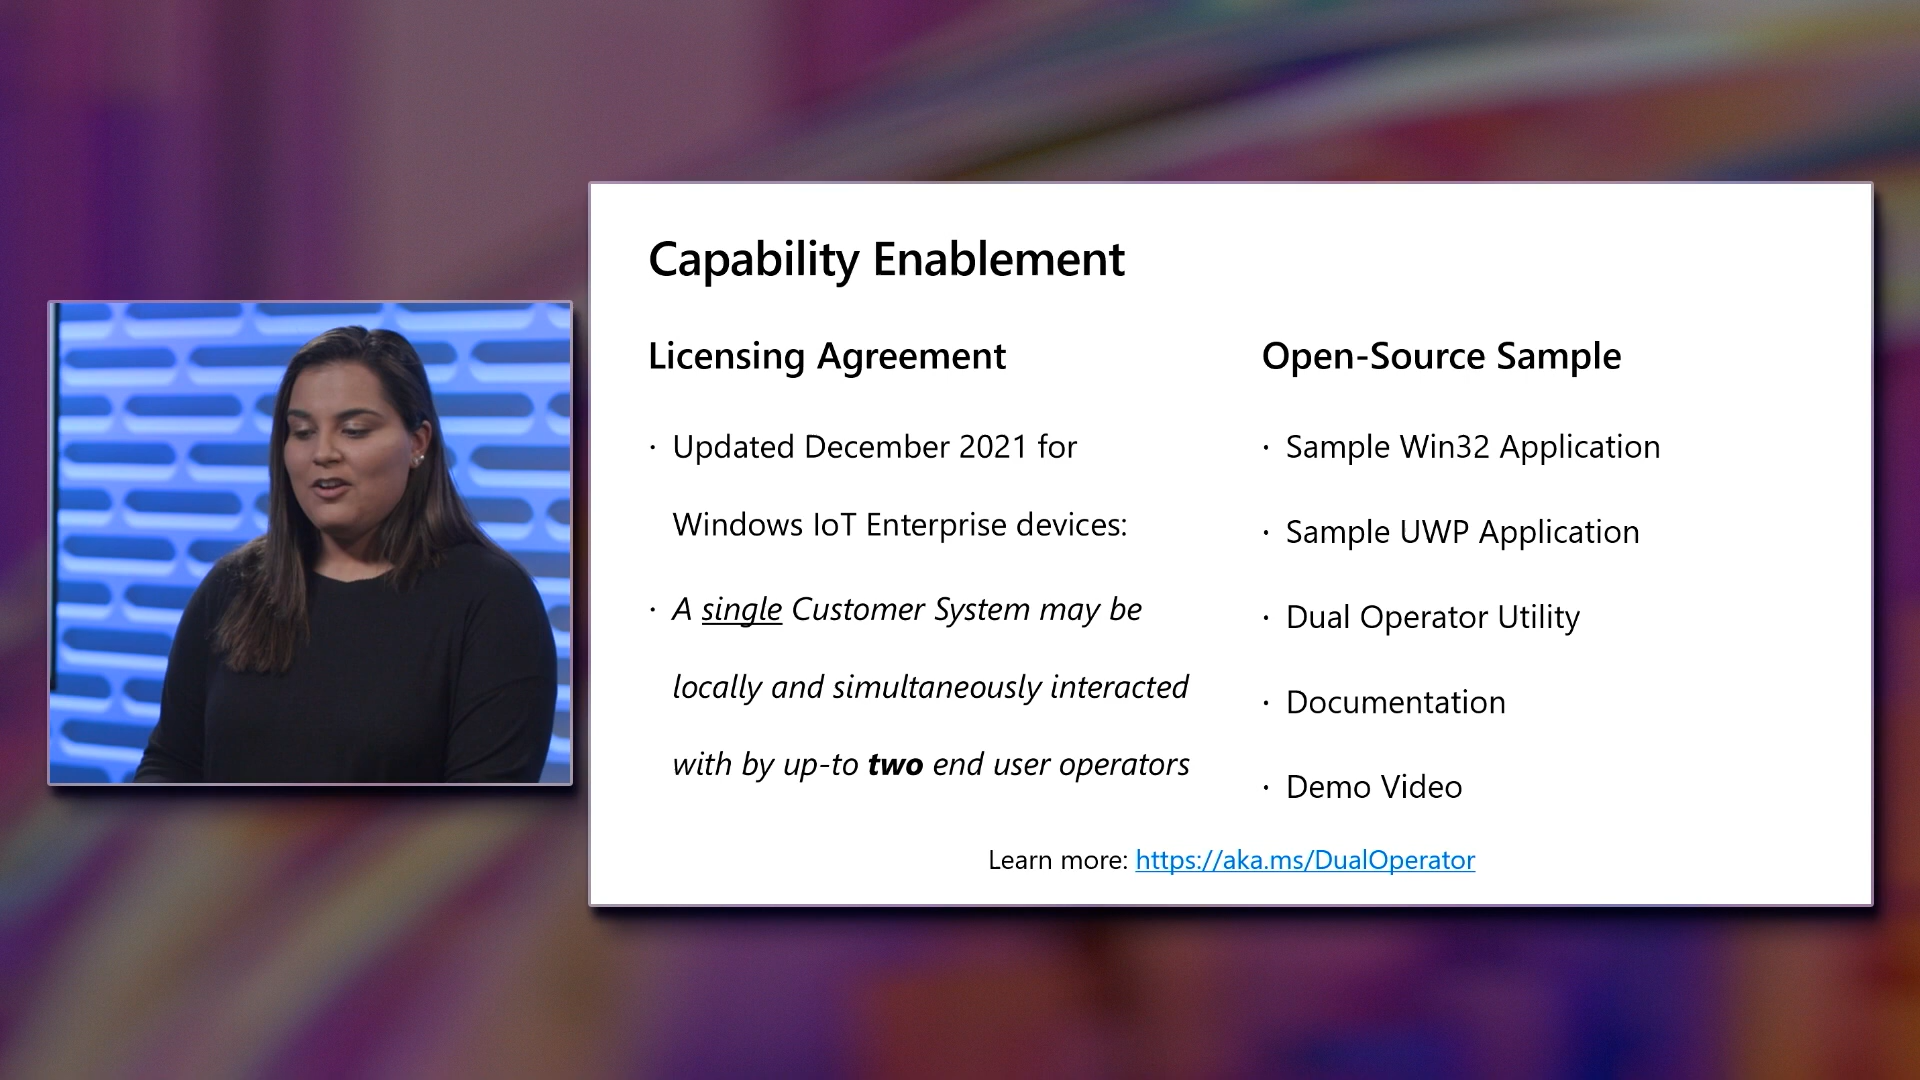 Capability Enablement
Licensing Agreement
· Updated December 2021 for
Windows IoT Enterprise devices:
· A single Customer System may be
locally and simultaneously interacted
with by up-to two end user operators
Open-Source Sample
· Sample Win32 Application
· Sample UWP Application
· Dual Operator Utility
· Documentation
· Demo Video
Learn more: https://aka.ms/DualOperator